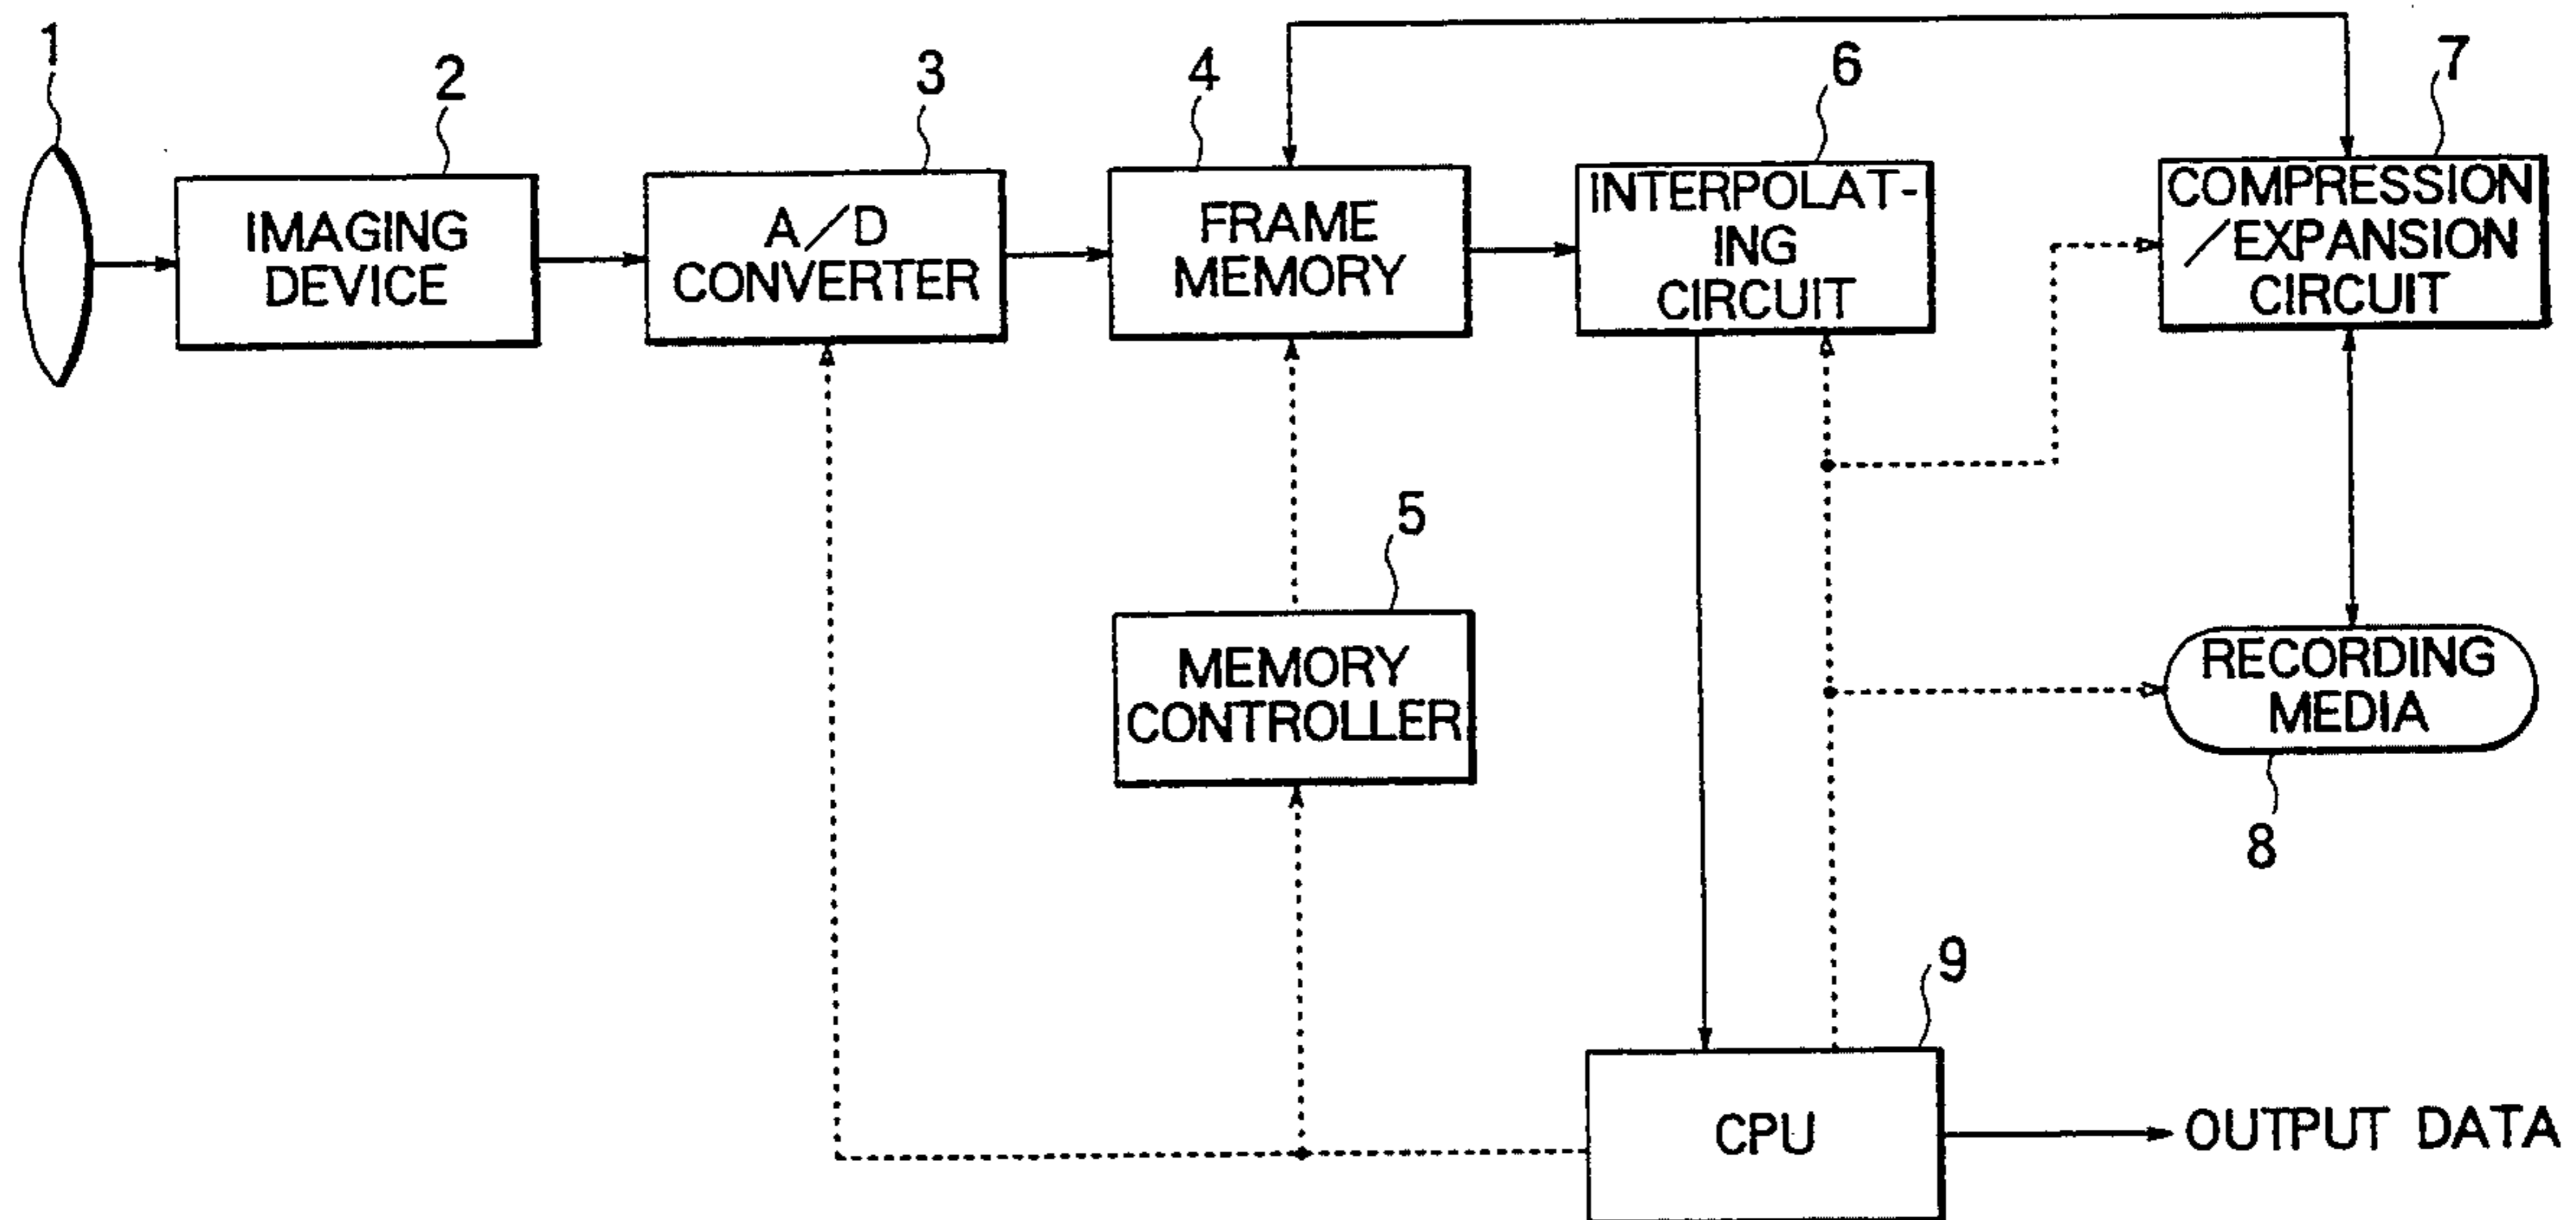 1
2
3
4
6
7
IMAGING
DEVICE
A/D
CONVERTER
FRAME
MEMORY
INTERPOLAT-
ING
CIRCUIT
COMPRESSION
/EXPANSION
CIRCUIT
5
MEMORY
CONTROLLER
RECORDING
MEDIA
8
9
CPU
OUTPUT DATA